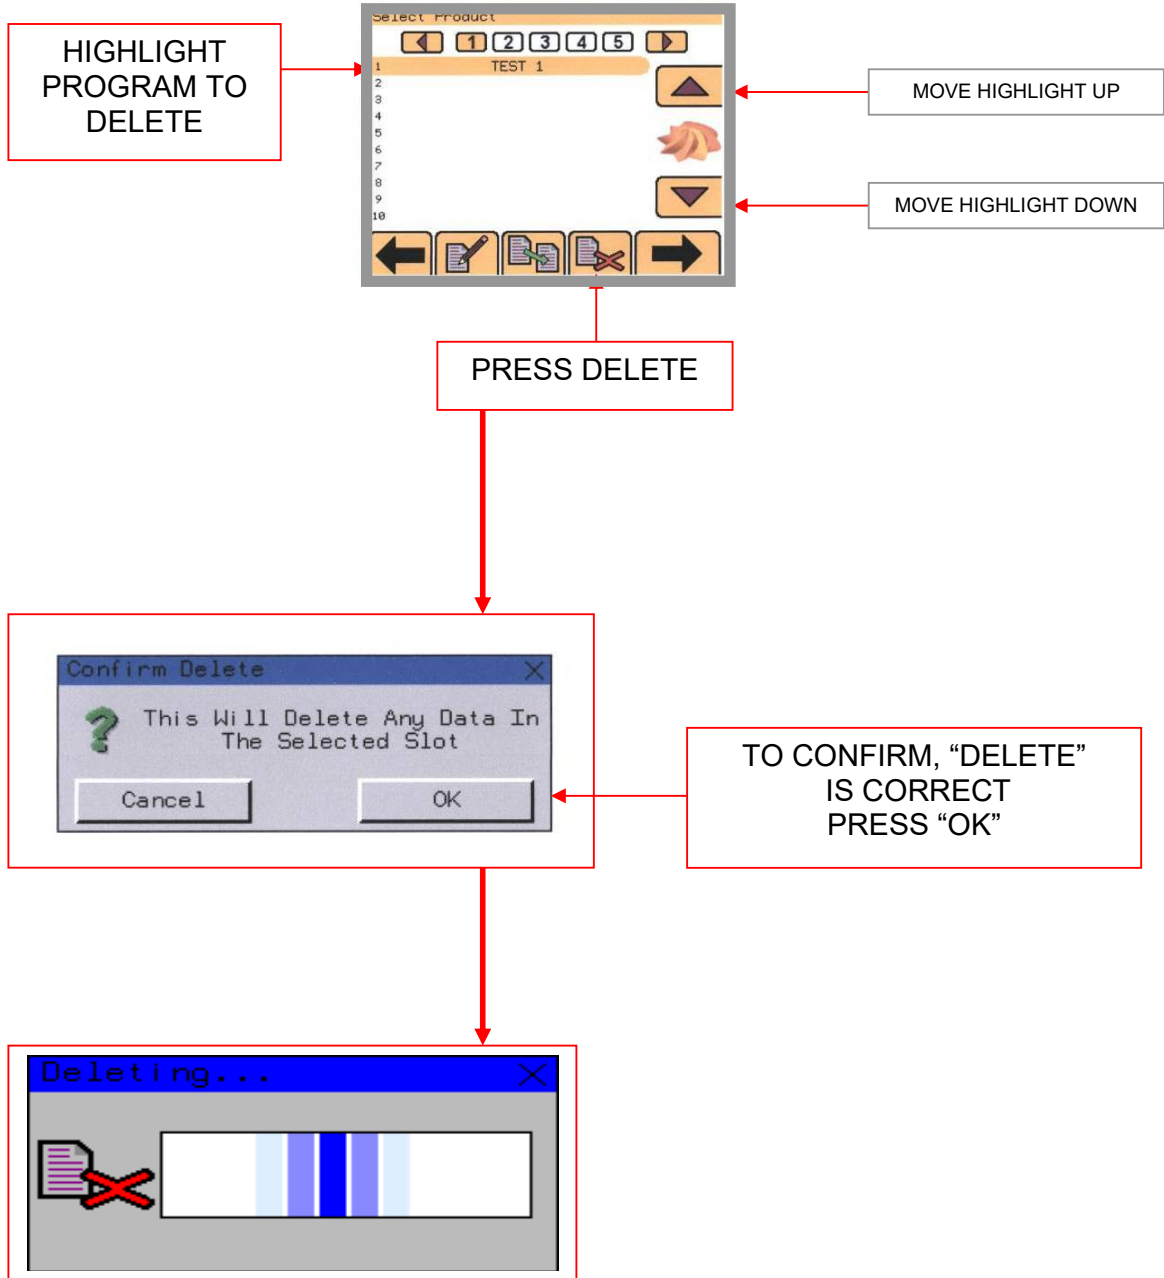 Select Product
HIGHLIGHT
PROGRAM TO
DELETE
1 2 3 4 5
1 TEST 1
2
3
4
5
6
7
8
9
10
MOVE HIGHLIGHT UP
MOVE HIGHLIGHT DOWN
PRESS DELETE
Confirm Delete
This Will Delete Any Data In
The Selected Slot
Cancel OK
TO CONFIRM, “DELETE”
IS CORRECT
PRESS “OK”
Deleting...